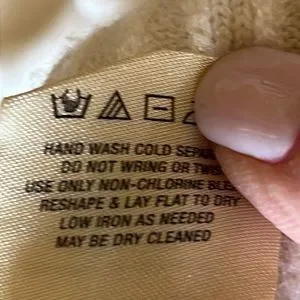 HAND WASH COLD
DO NOT WRING OR TWIST
USE ONLY NON-CHLORINE
RESHAPE & LAY FLAT TO DRY
LOW IRON AS NEEDED
MAY BE DRY CLEANED